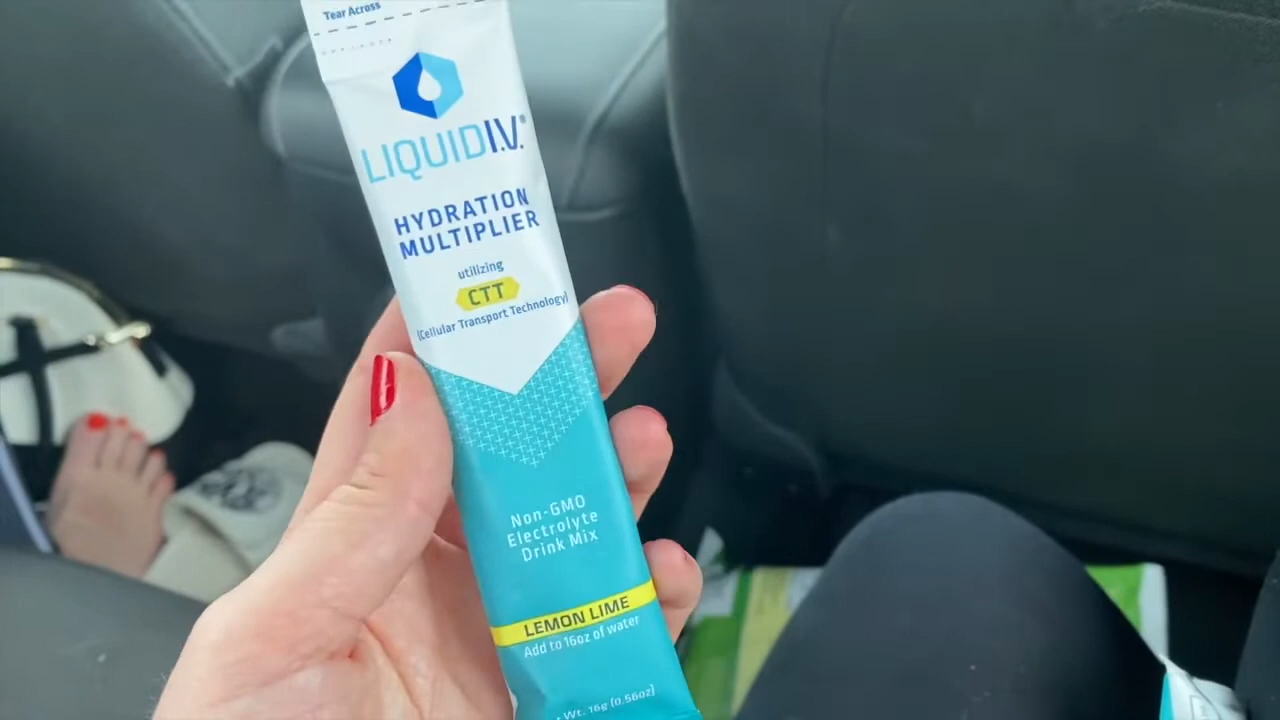 Tear Across
LIQUID I.V.®
HYDRATION
MULTIPLIER
utilizing
CTT
(Cellular Transport Technology)
Non-GMO
Electrolyte
Drink Mix
LEMON LIME
Add to 16oz of water
Wt. 16g (0.56oz)